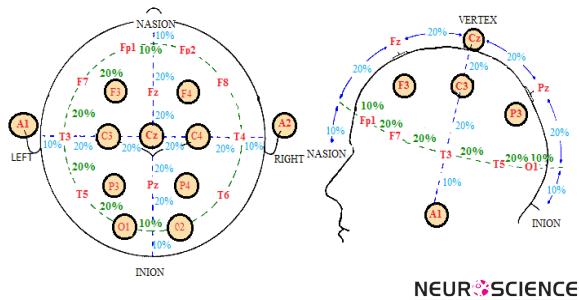 NASION
10%
Fp1 10% Fp2
F7 20% 20% F8
F3 Fz F4
20% 20%
A1 A2
T3 C3 Cz C4 T4
10% 20% 20% 20% 20% 10%
LEFT RIGHT
P3 Pz P4
20% 20%
T5 20% T6
O1 10% 02
10%
INION
VERTEX
Cz
20% 20%
Fz
20% 20%
F3 C3 Pz
20% P3
10%
Fp1 20% 20%
10% F7
NASION T3 20% 20% 10%
T5 O1
10% 10%
A1
INION
NEUROSCIENCE